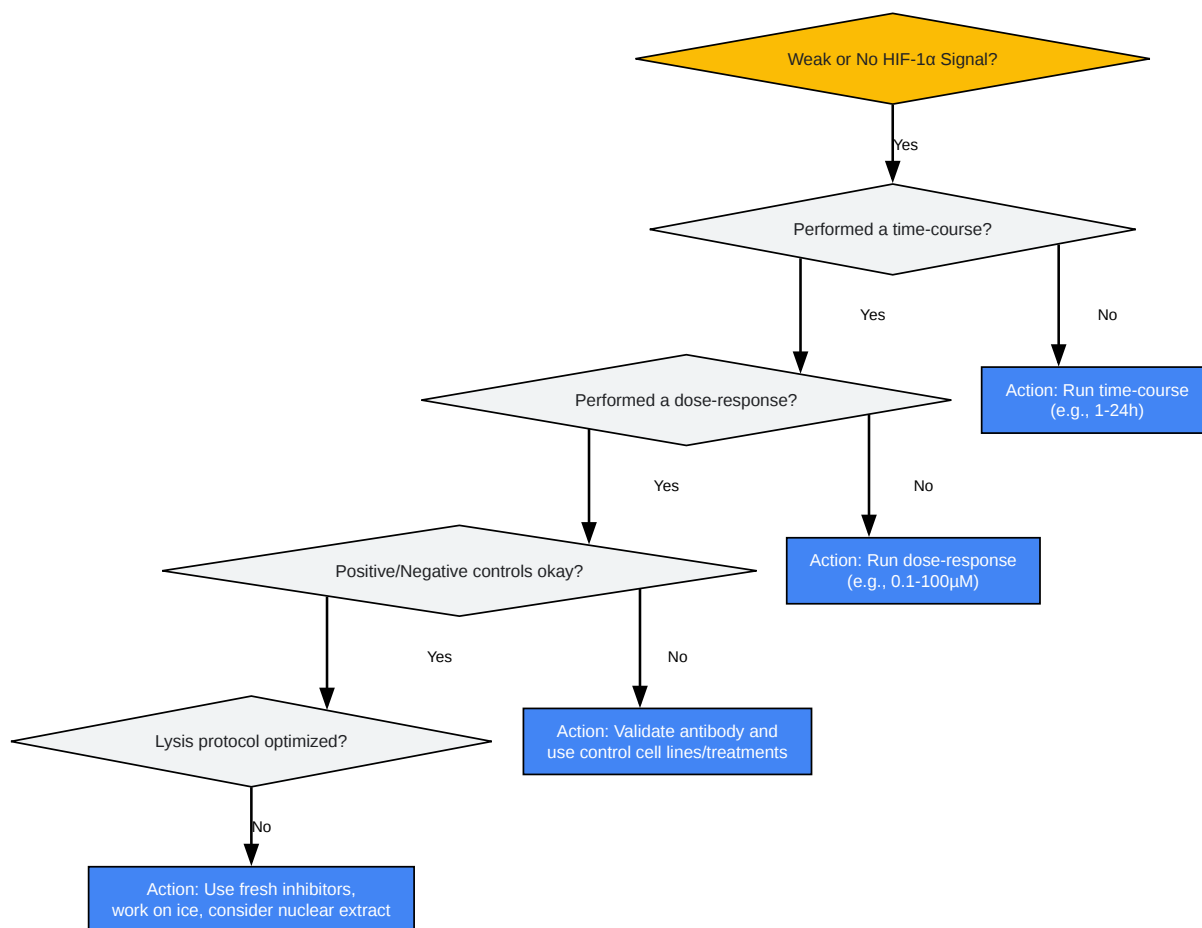 Weak or No HIF-1α Signal?
Yes
Performed a time-course?
Yes
No
Action: Run time-course
(e.g., 1-24h)
Performed a dose-response?
Yes
No
Action: Run dose-response
(e.g., 0.1-100µM)
Positive/Negative controls okay?
Yes
No
Action: Validate antibody and
use control cell lines/treatments
Lysis protocol optimized?
No
Action: Use fresh inhibitors,
work on ice, consider nuclear extract